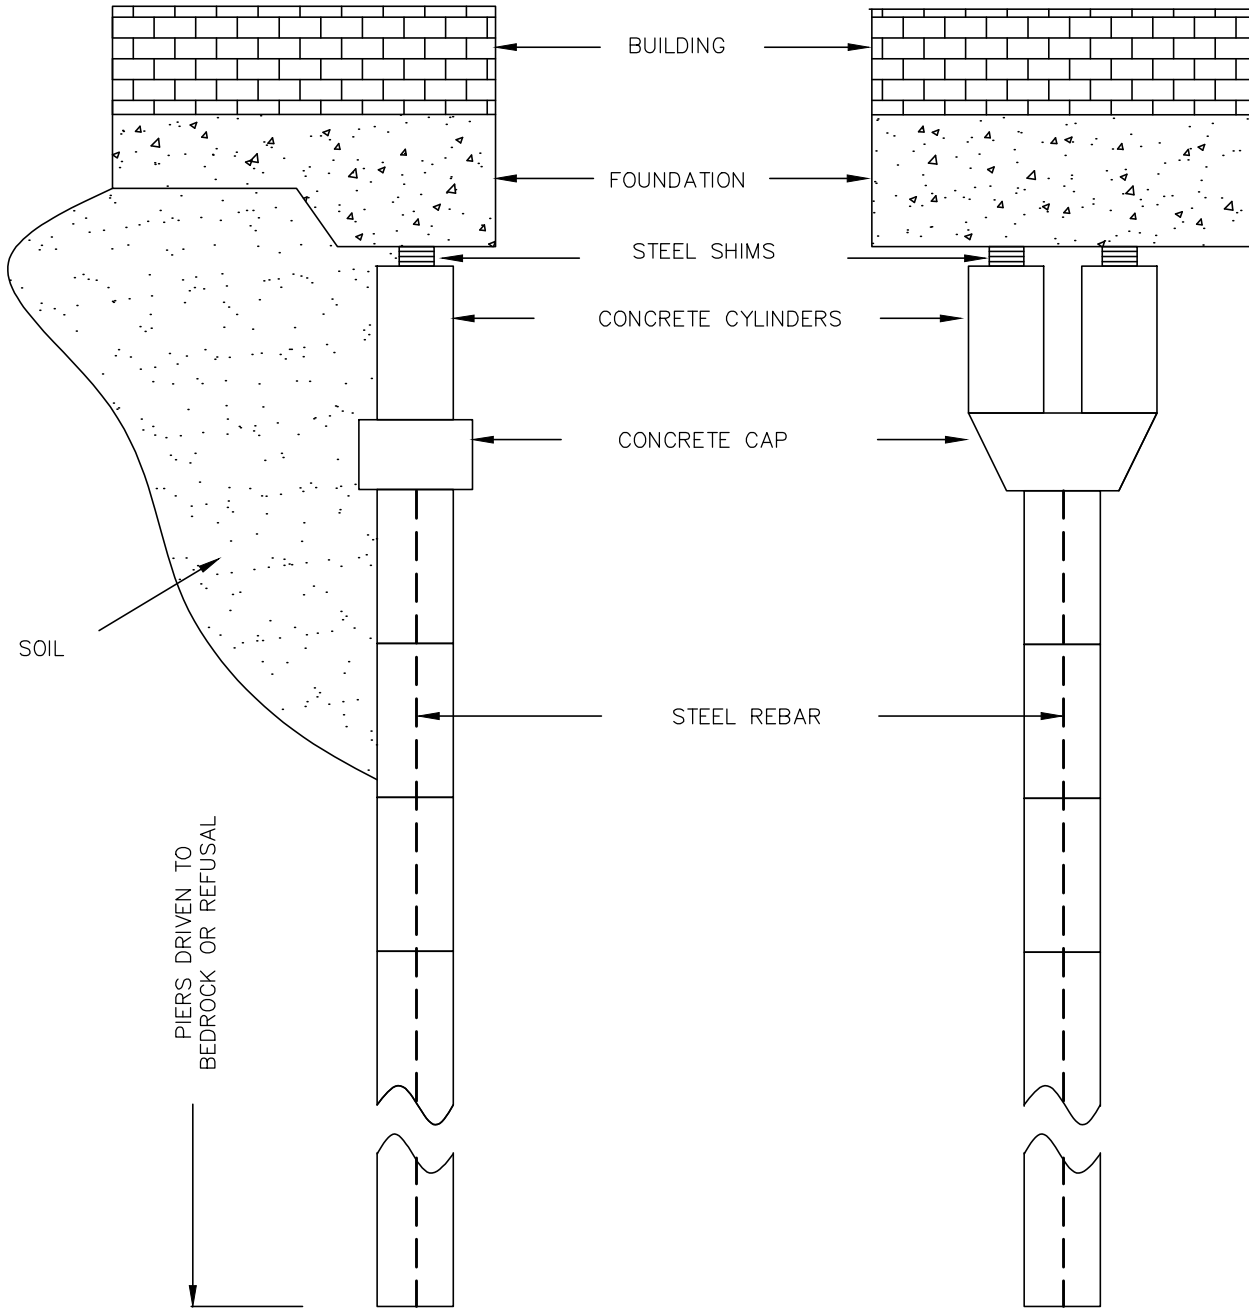 BUILDING
FOUNDATION
STEEL SHIMS
CONCRETE CYLINDERS
CONCRETE CAP
SOIL
STEEL REBAR
PIERS DRIVEN TO
BEDROCK OR REFUSAL